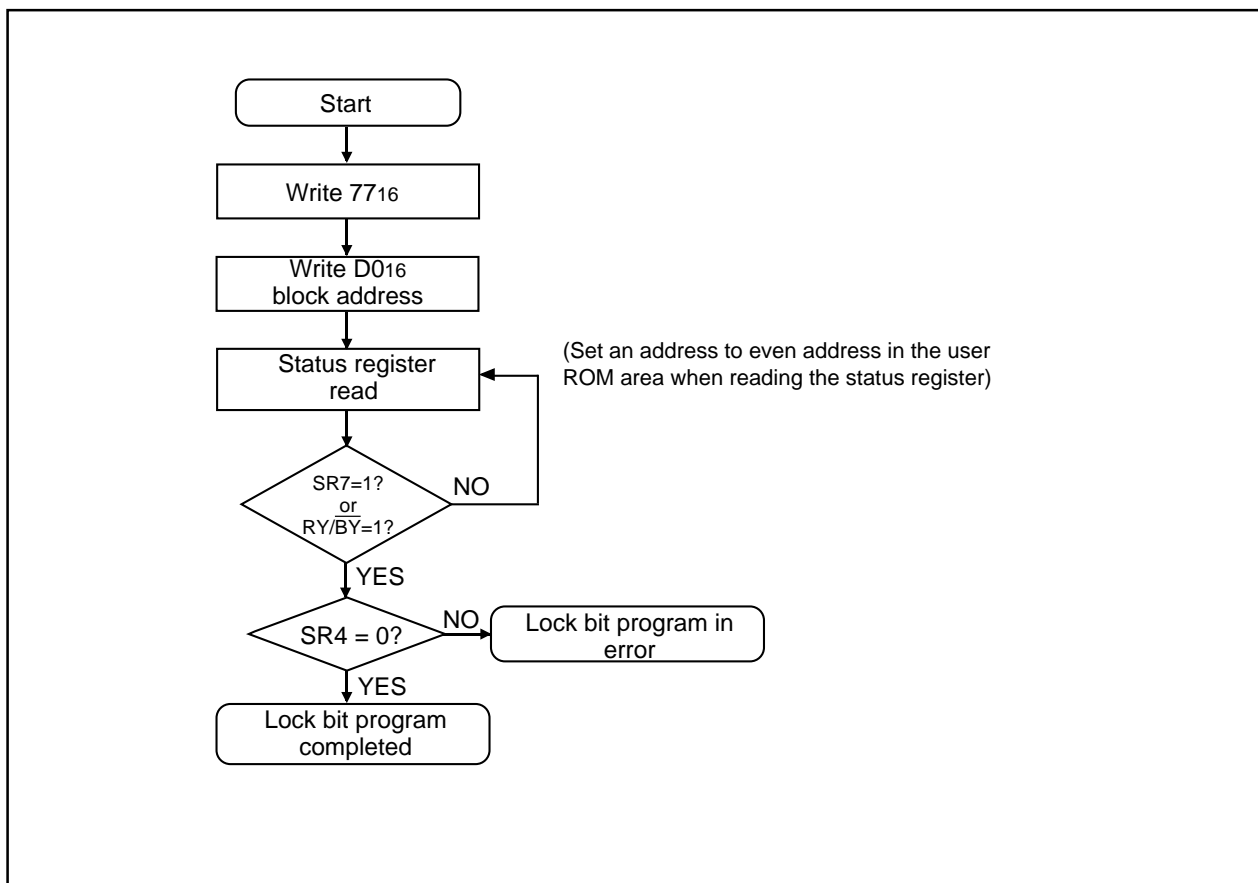 Start
Write 7716
Write D016
block address
Status register
read
(Set an address to even address in the user
ROM area when reading the status register)
SR7=1?
or
RY/B̅Y̅=1?
NO
YES
SR4 = 0?
NO
Lock bit program in
error
YES
Lock bit program
completed